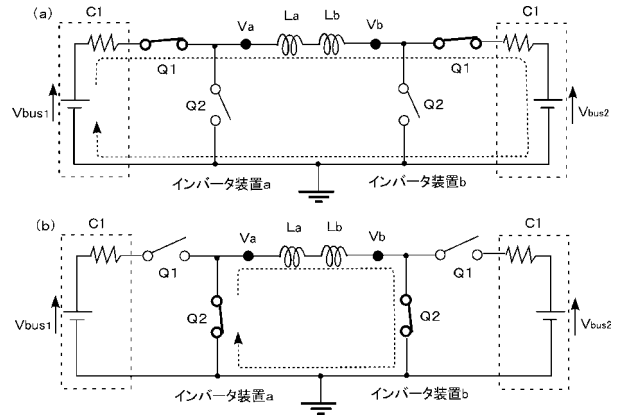 (a)
C1
Va
La
Lb
Vb
C1
Q1
Q1
Q2
Q2
Vbus1
Vbus2
インバータ装置a
インバータ装置b
(b)
C1
Va
La
Lb
Vb
C1
Q1
Q1
Q2
Q2
Vbus1
Vbus2
インバータ装置a
インバータ装置b